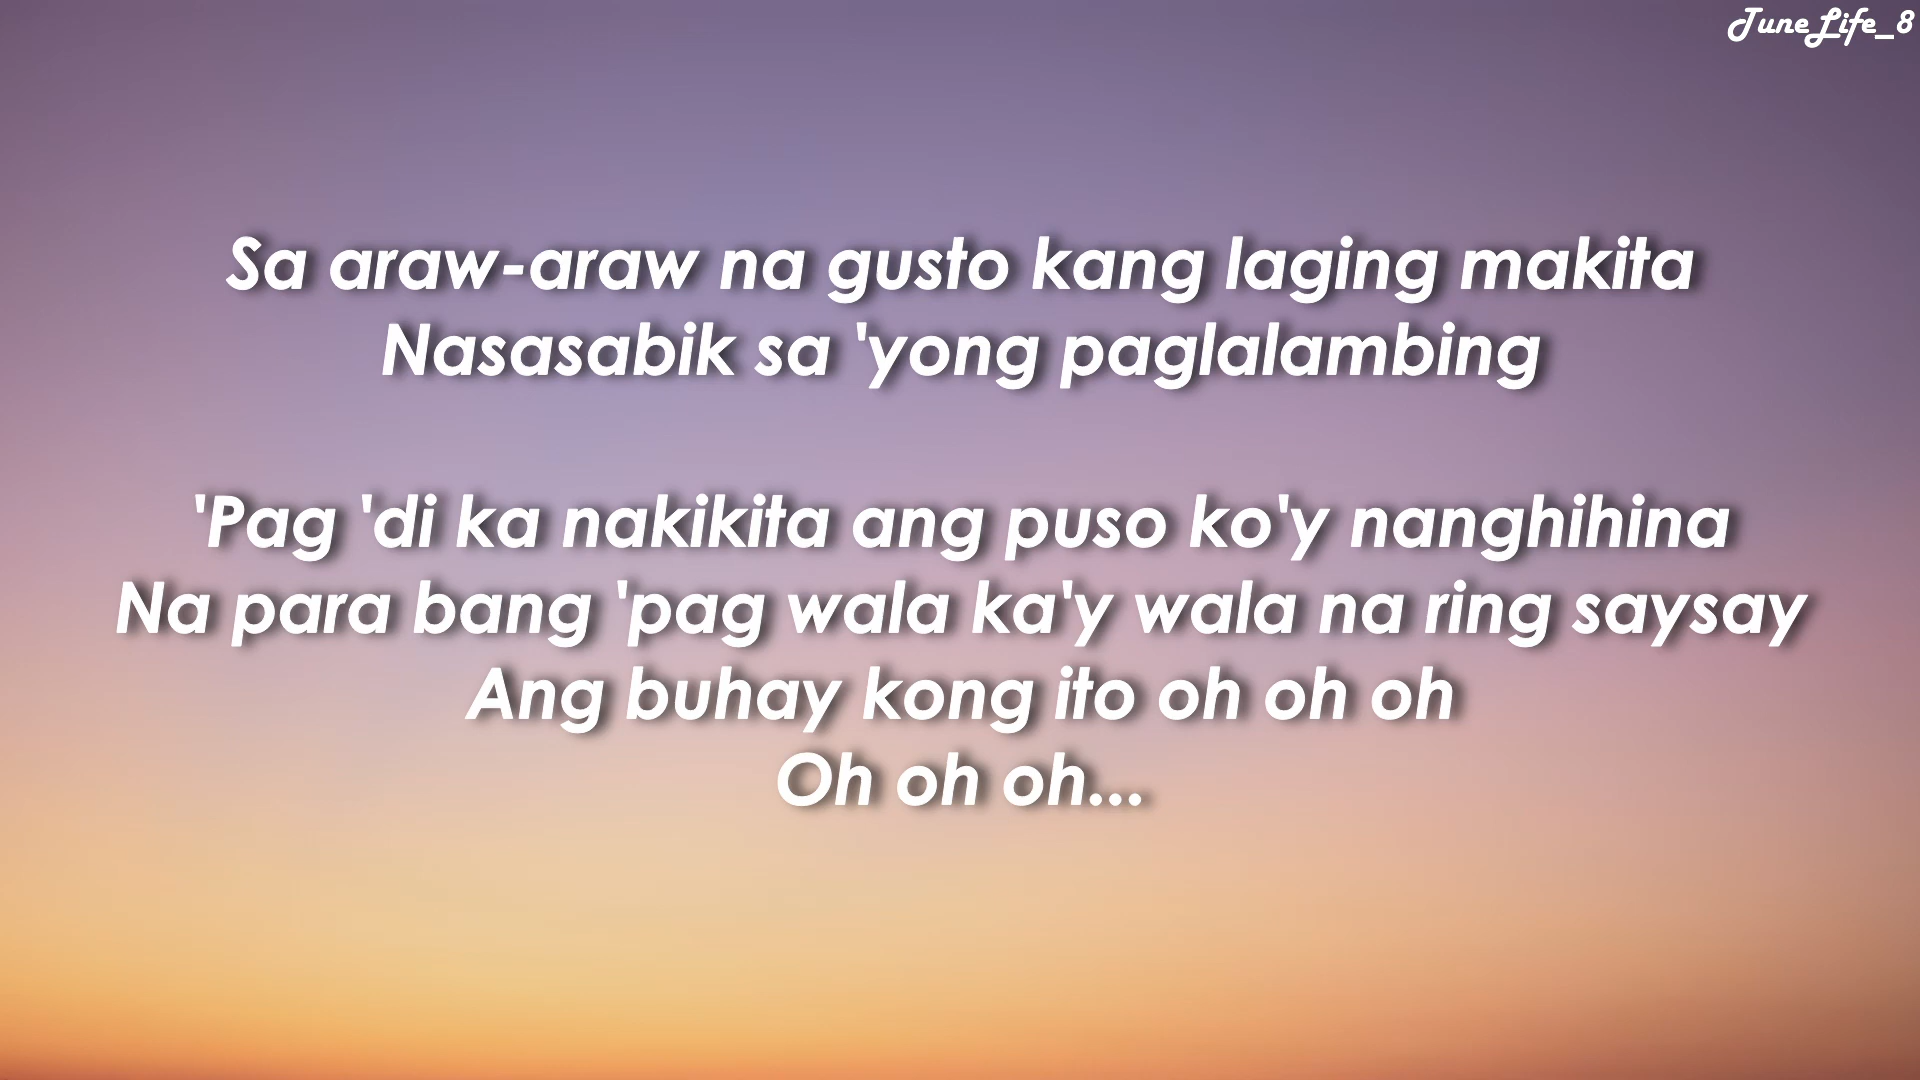 TuneLife_8
Sa araw-araw na gusto kang laging makita
Nasasabik sa 'yong paglalambing
'Pag 'di ka nakikita ang puso ko'y nanghihina
Na para bang 'pag wala ka'y wala na ring saysay
Ang buhay kong ito oh oh oh
Oh oh oh...